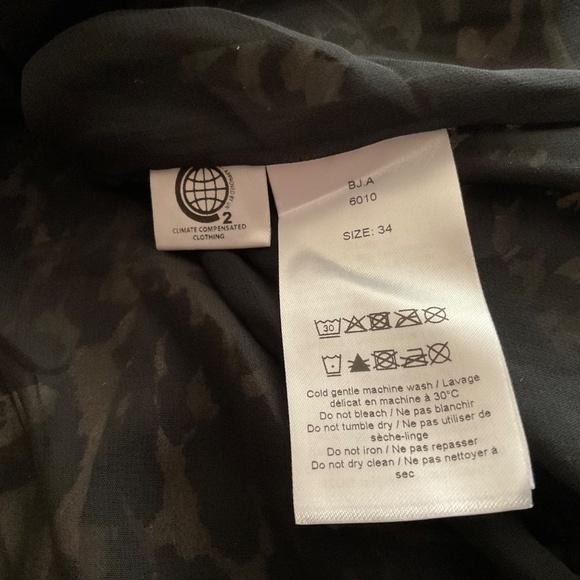 2
CLIMATE COMPENSATED
CLOTHING
BJ.A
6010
SIZE: 34
30
Cold gentle machine wash / Lavage
délicat en machine à 30°C
Do not bleach / Ne pas blanchir
Do not tumble dry / Ne pas utiliser de
sèche-linge
Do not iron / Ne pas repasser
Do not dry clean / Ne pas nettoyer à
sec